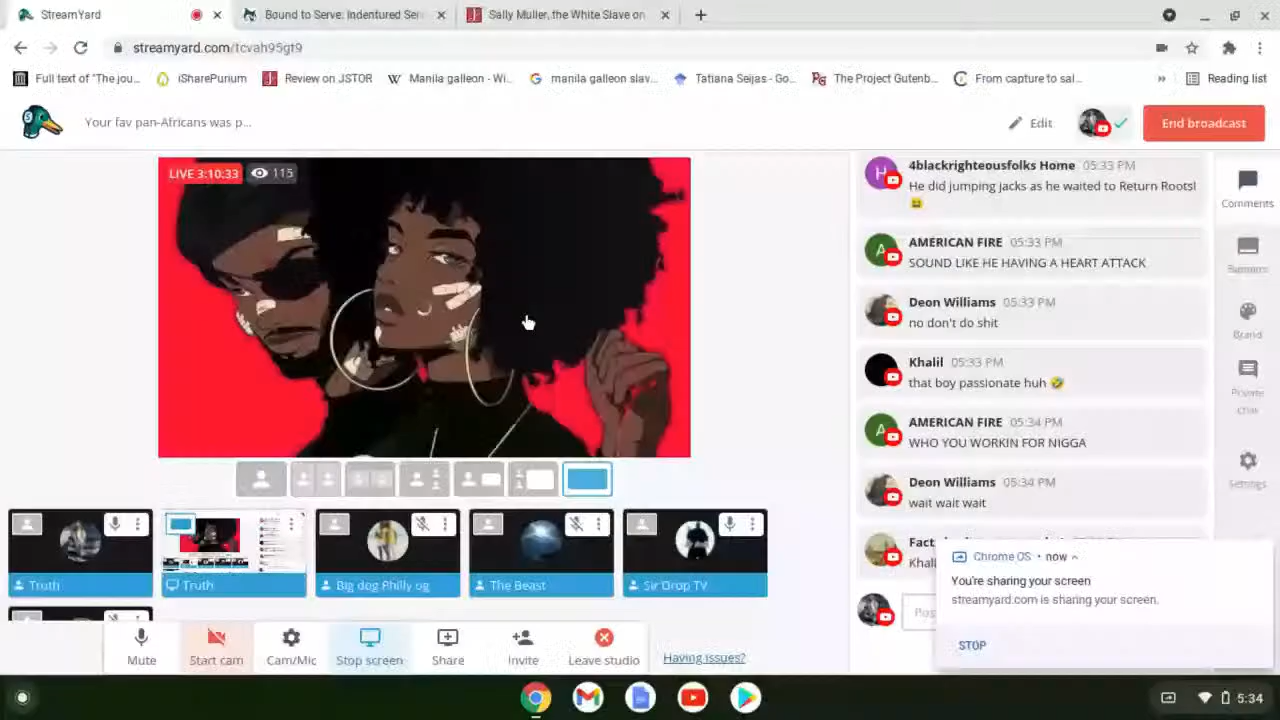 StreamYard
Bound to Serve: Indentured Ser
Sally Muller, the White Slave on
streamyard.com/tcvah95gt9
Full text of "The jou...
iSharePurium
Review on JSTOR
Manila galleon - Wi...
manila galleon slav...
Tatiana Seijas - Go...
The Project Gutenb...
From capture to sal...
»
Reading list
Your fav pan-Africans was p...
Edit
End broadcast
LIVE 3:10:33
115
4blackrighteousfolks Home 05:33 PM
He did jumping jacks as he waited to Return Roots!
AMERICAN FIRE 05:33 PM
SOUND LIKE HE HAVING A HEART ATTACK
Deon Williams 05:33 PM
no don't do shit
Khalil 05:33 PM
that boy passionate huh 🤣
AMERICAN FIRE 05:34 PM
WHO YOU WORKIN FOR NIGGA
Deon Williams 05:34 PM
wait wait wait
Comments
Banners
Brand
Private
chat
Settings
Chrome OS • now
You're sharing your screen
streamyard.com is sharing your screen.
STOP
Truth
Truth
Big dog Philly og
The Beast
Sir Drop TV
Mute
Start cam
Cam/Mic
Stop screen
Share
Invite
Leave studio
Having issues?
5:34